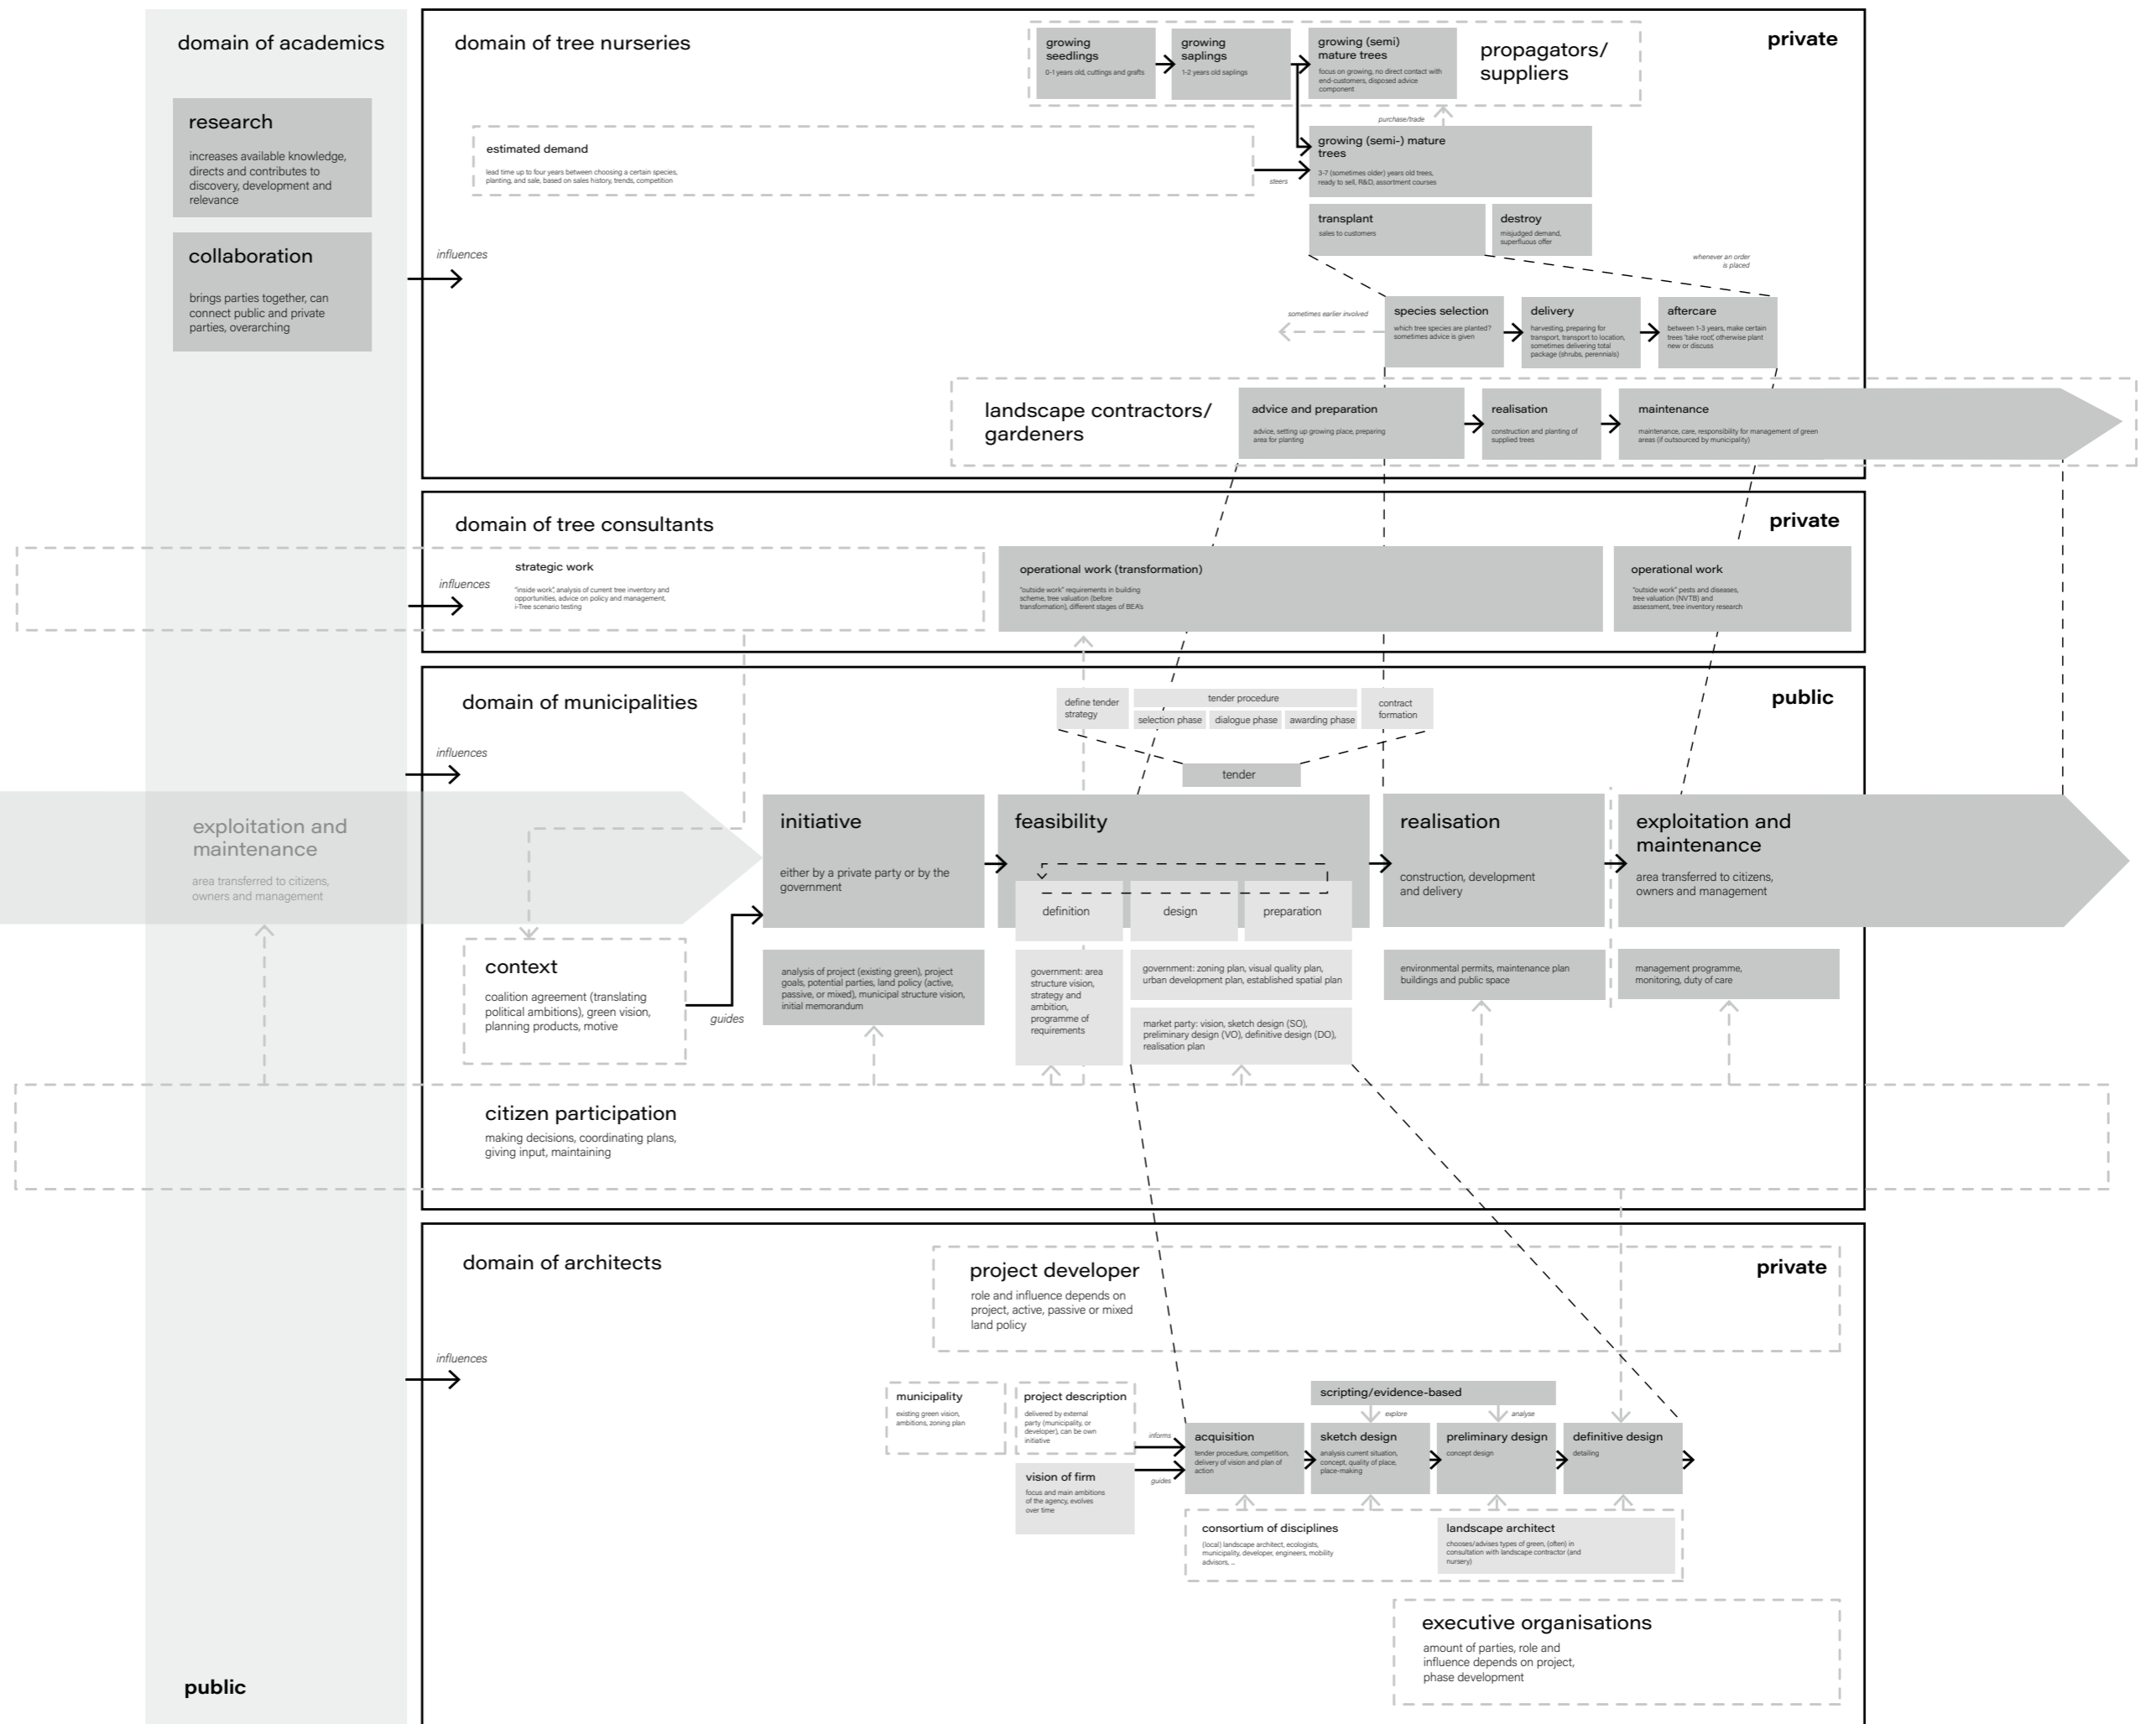 domain of academics
research
increases available knowledge,
directs and contributes to
discovery, development and
relevance
collaboration
brings parties together, can
connect public and private
parties, overarching
exploitation and
maintenance
area transferred to citizens,
owners and management
public
domain of tree nurseries
private
influences
growing
seedlings
0-1 years old, cuttings and grafts
growing
saplings
1-2 years old saplings
growing (semi)
mature trees
focus on growing, no direct contact with
end-customers, disposed advice
component
propagators/
suppliers
purchase/trade
estimated demand
lead time up to four years between choosing a certain species,
planting, and sale, based on sales history, trends, competition
steers
growing (semi-) mature
trees
3-7 (sometimes older) years old trees,
ready to sell, R&D, assortment courses
transplant
sales to customers
destroy
misjudged demand,
superfluous offer
whenever an order
is placed
sometimes earlier involved
species selection
which tree species are planted?
sometimes advice is given
delivery
harvesting, preparing for
transport, transport to location,
sometimes delivering total
package (shrubs, perennials)
aftercare
between 1-3 years, make certain
trees 'take root', otherwise plant
new or discuss
landscape contractors/
gardeners
advice and preparation
advice, setting up growing place, preparing
area for planting
realisation
construction and planting of
supplied trees
maintenance
maintenance, care, responsibility for management of green
areas (if outsourced by municipality)
domain of tree consultants
private
influences
strategic work
"inside work", analysis of current tree inventory and
opportunities, advice on policy and management,
i-Tree scenario testing
operational work (transformation)
"outside work" requirements in building
scheme, tree valuation (before
transformation), different stages of BEA's
operational work
"outside work" pests and diseases,
tree valuation (NVTB) and
assessment, tree inventory research
domain of municipalities
public
influences
define tender
strategy
tender procedure
selection phase
dialogue phase
awarding phase
contract
formation
tender
initiative
either by a private party or by the
government
feasibility
definition
design
preparation
realisation
construction, development
and delivery
exploitation and
maintenance
area transferred to citizens,
owners and management
context
coalition agreement (translating
political ambitions), green vision,
planning products, motive
guides
analysis of project (existing green), project
goals, potential parties, land policy (active,
passive, or mixed), municipal structure vision,
initial memorandum
government: area
structure vision,
strategy and
ambition,
programme of
requirements
government: zoning plan, visual quality plan,
urban development plan, established spatial plan
market party: vision, sketch design (SO),
preliminary design (VO), definitive design (DO),
realisation plan
environmental permits, maintenance plan
buildings and public space
management programme,
monitoring, duty of care
citizen participation
making decisions, coordinating plans,
giving input, maintaining
domain of architects
private
influences
project developer
role and influence depends on
project, active, passive or mixed
land policy
municipality
existing green vision,
ambitions, zoning plan
project description
delivered by external
party (municipality, or
developer), can be own
initiative
informs
vision of firm
focus and main ambitions
of the agency, evolves
over time
guides
scripting/evidence-based
explore
analyse
acquisition
tender procedure, competition,
delivery of vision and plan of
action
sketch design
analysis current situation,
concept, quality of place,
place-making
preliminary design
concept design
definitive design
detailing
consortium of disciplines
(local) landscape architect, ecologists,
municipality, developer, engineers, mobility
advisors, ...
landscape architect
chooses/advises types of green, (often) in
consultation with landscape contractor (and
nursery)
executive organisations
amount of parties, role and
influence depends on project,
phase development